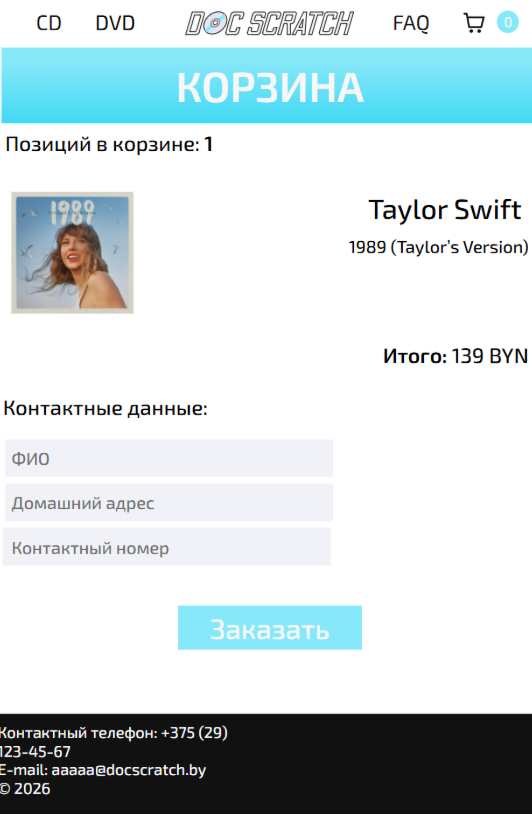 CD DVD DOC SCRATCH FAQ 0
КОРЗИНА
Позиций в корзине: 1
1989
Taylor Swift
1989 (Taylor's Version)
Итого: 139 BYN
Контактные данные:
ФИО
Домашний адрес
Контактный номер
Заказать
Контактный телефон: +375 (29)
123-45-67
E-mail: aaaaa@docscratch.by
© 2026